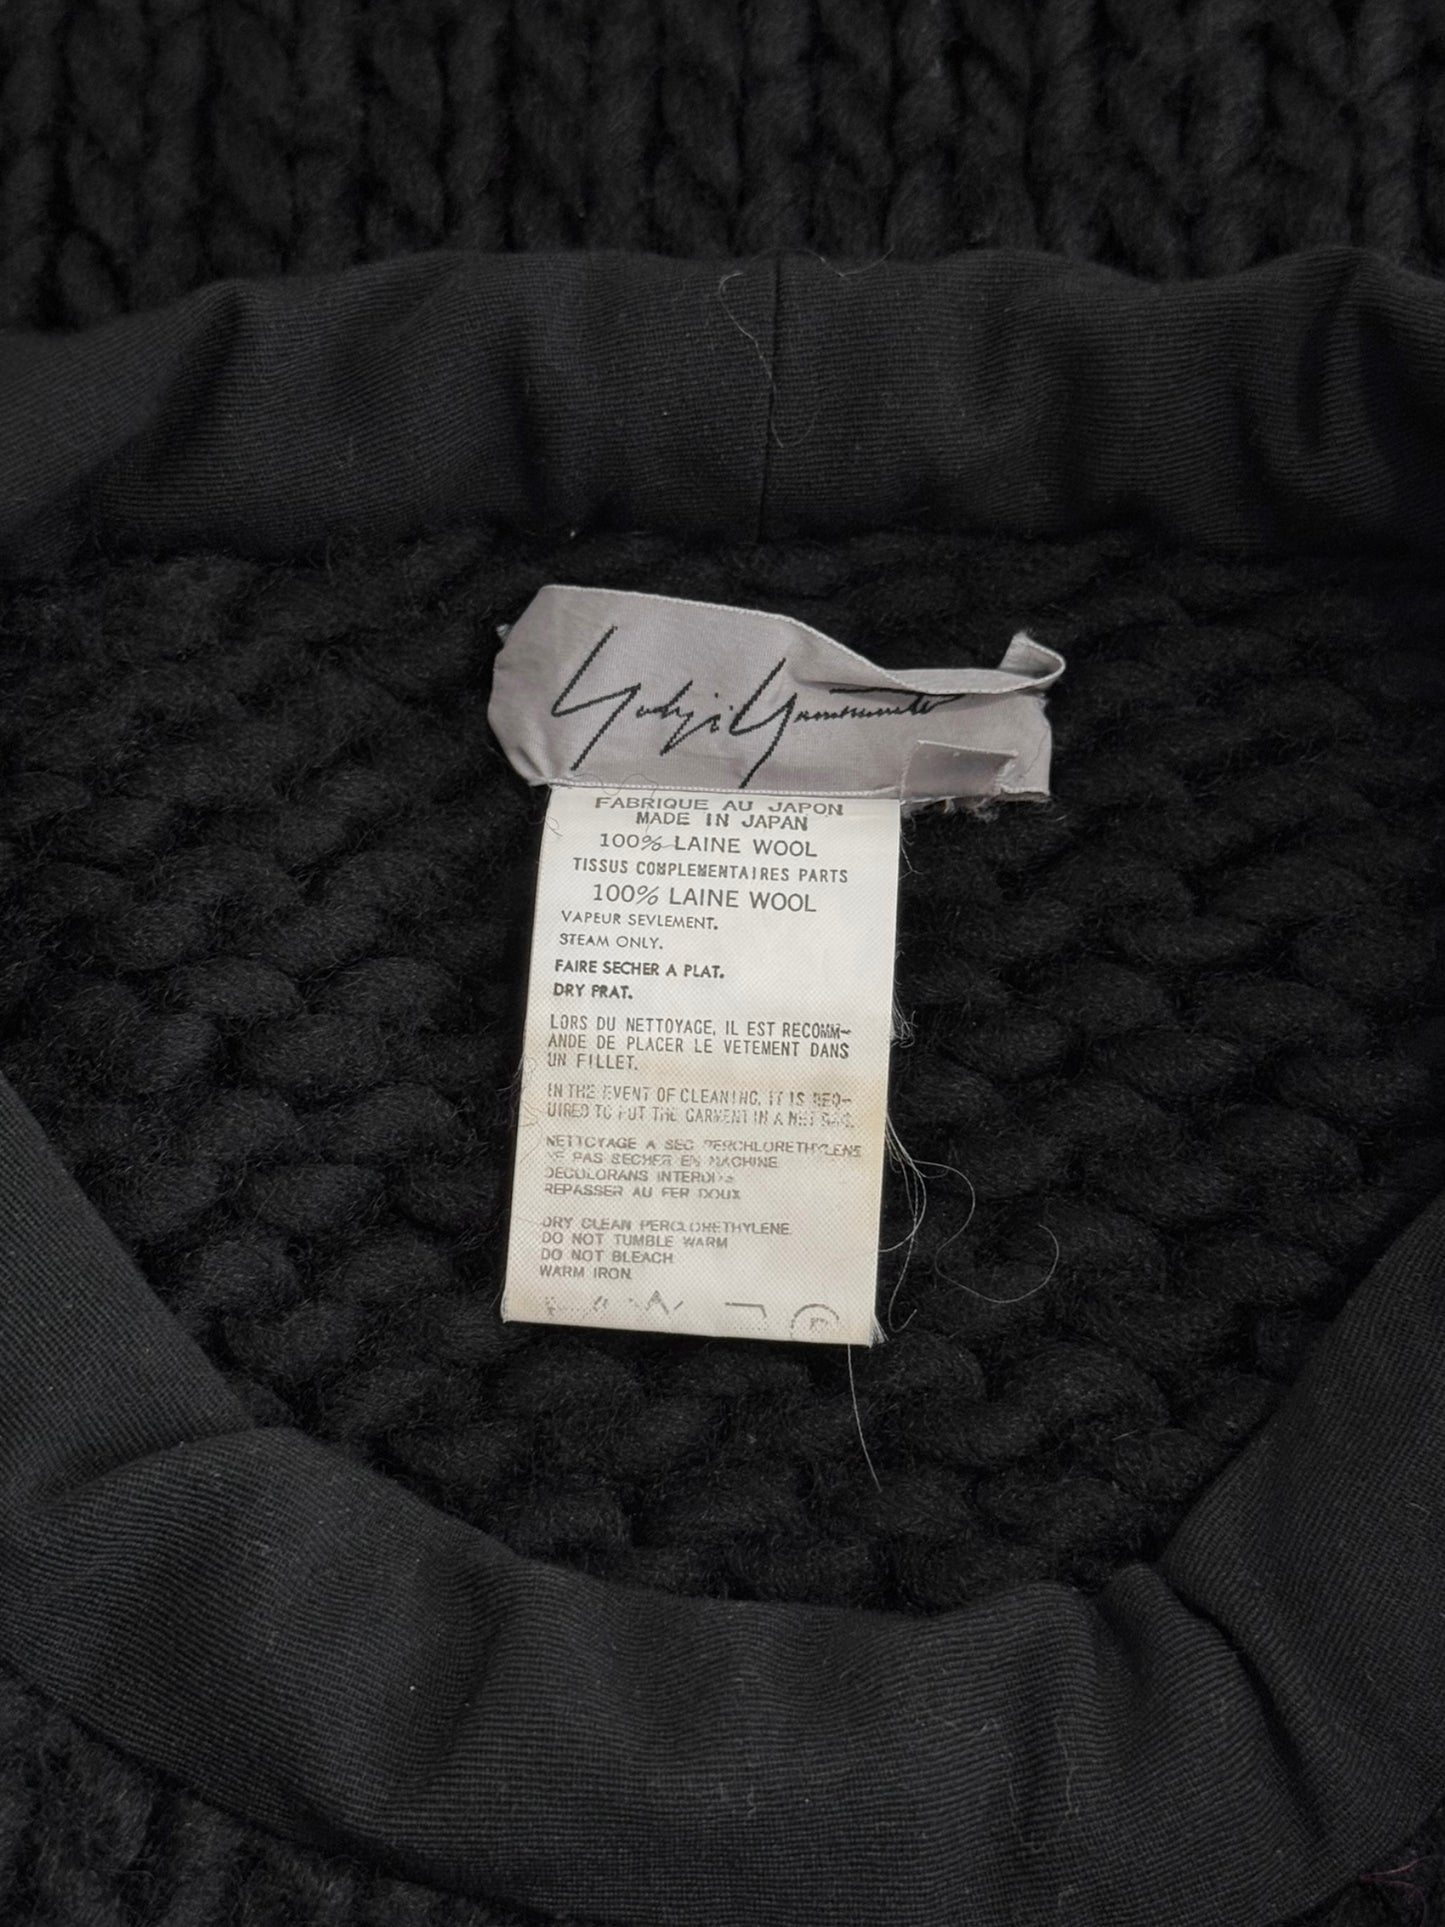 Yohji Yamamoto
FABRIQUE AU JAPON
MADE IN JAPAN
100% LAINE WOOL
TISSUS COMPLEMENTAIRES PARTS
100% LAINE WOOL
VAPEUR SEVLEMENT.
STEAM ONLY.
FAIRE SECHER A PLAT.
DRY PRAT.
LORS DU NETTOYAGE, IL EST RECOMM-
ANDE DE PLACER LE VETEMENT DANS
UN FILLET.
IN THE EVENT OF CLEANING, IT IS REQ-
UIRED TO PUT THE GARMENT IN A NET BAG.
NETTOYAGE A SEC PERCHLORETHYLENE
NE PAS SECHER EN MACHINE
DECOLORANS INTERDITS
REPASSER AU FER DOUX
DRY CLEAN PERCLORETHYLENE
DO NOT TUMBLE WARM
DO NOT BLEACH
WARM IRON
P